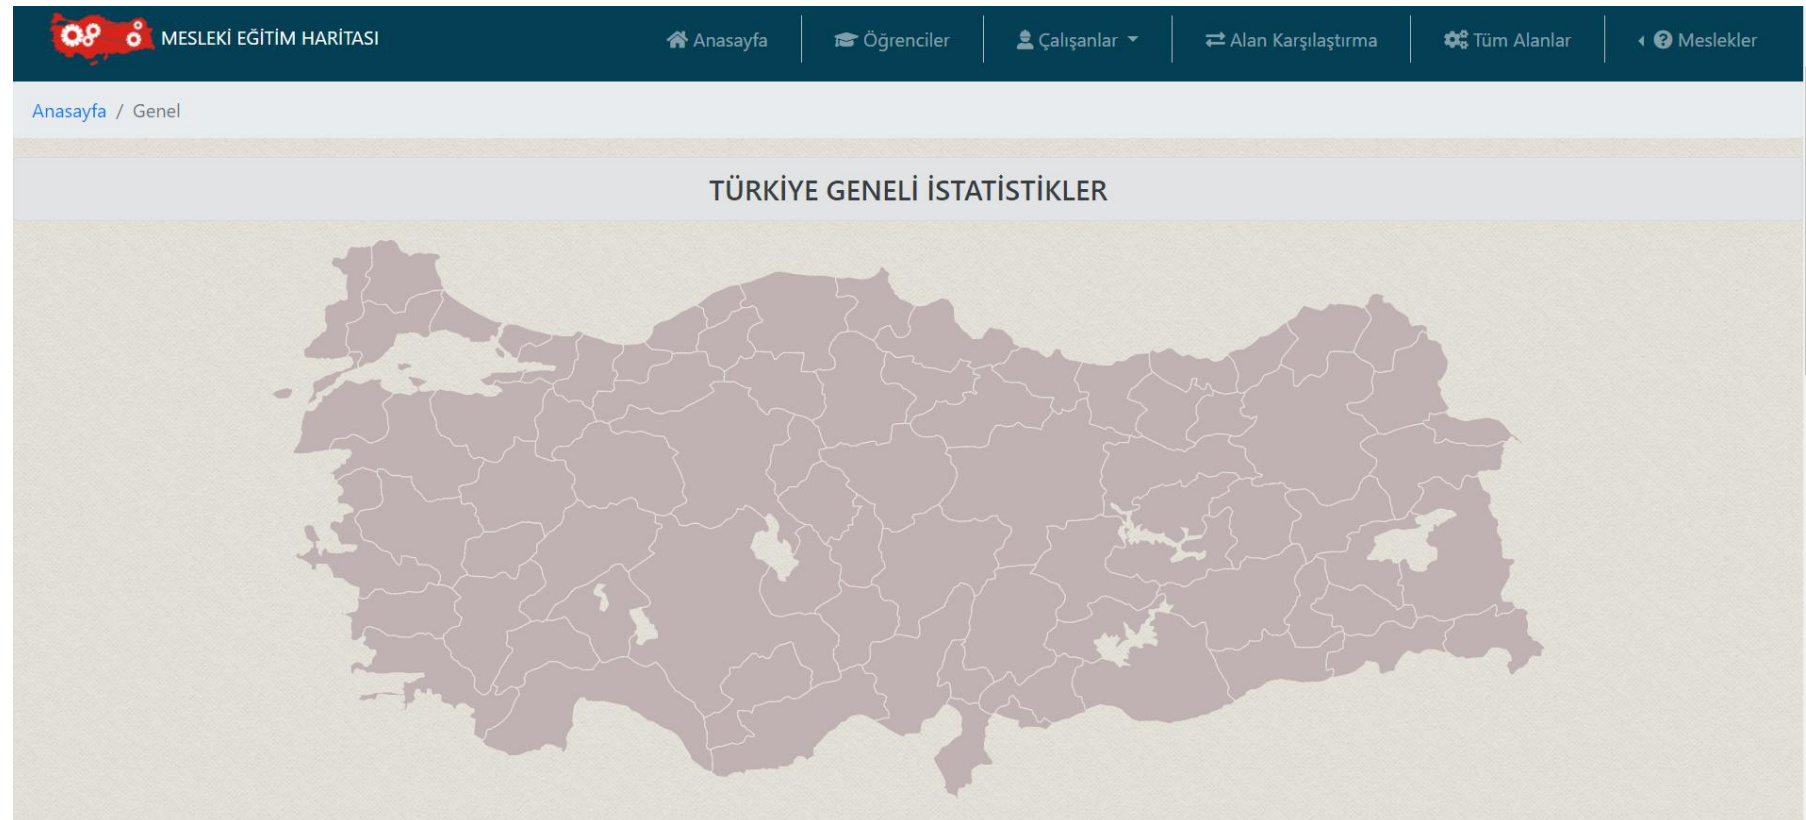 MESLEKİ EĞİTİM HARİTASI
Anasayfa
Öğrenciler
Çalışanlar
Alan Karşılaştırma
Tüm Alanlar
Meslekler
Anasayfa / Genel
TÜRKİYE GENELİ İSTATİSTİKLER